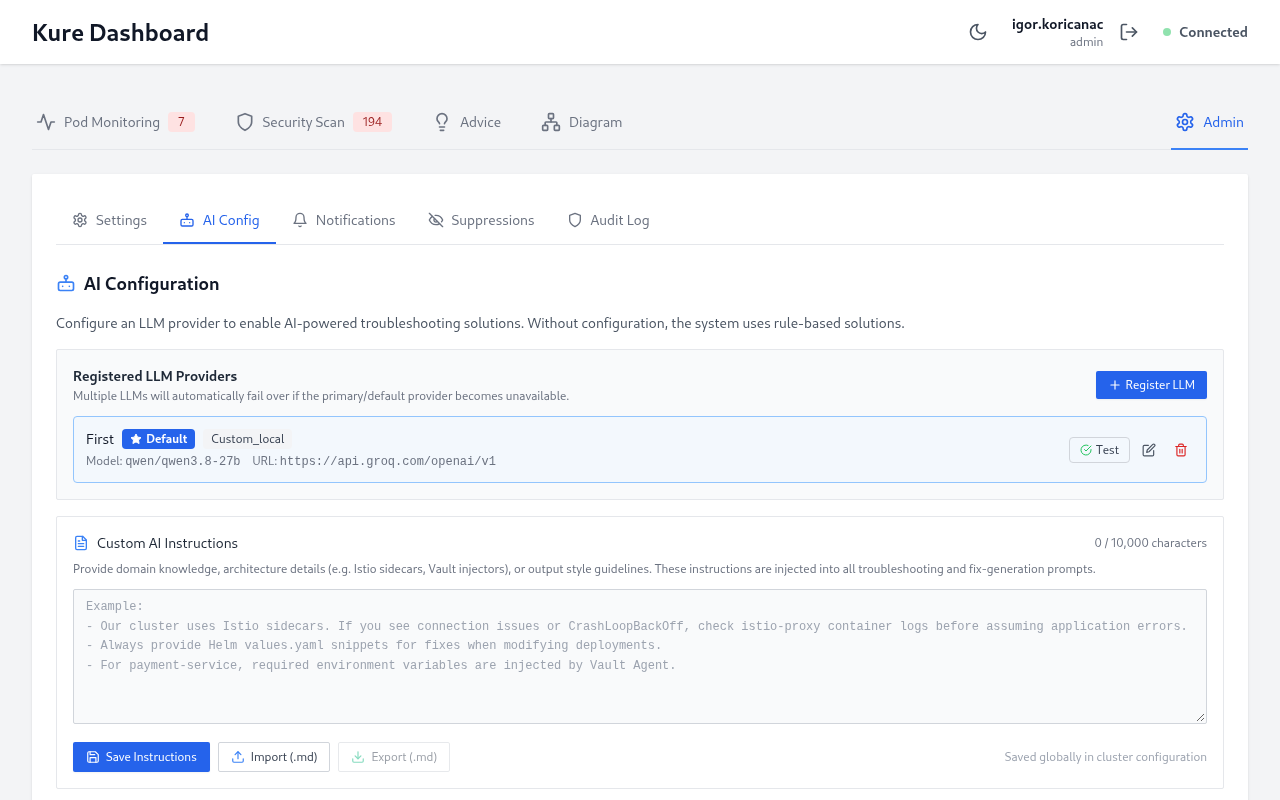 Kure Dashboard
igor.koricanac
admin
Connected
Pod Monitoring 7
Security Scan 194
Advice
Diagram
Admin
Settings
AI Config
Notifications
Suppressions
Audit Log
AI Configuration
Configure an LLM provider to enable AI-powered troubleshooting solutions. Without configuration, the system uses rule-based solutions.
Registered LLM Providers
Multiple LLMs will automatically fail over if the primary/default provider becomes unavailable.
Register LLM
First Default Custom_local
Model: qwen/qwen3.8-27b URL: https://api.groq.com/openai/v1
Test
Custom AI Instructions
0 / 10,000 characters
Provide domain knowledge, architecture details (e.g. Istio sidecars, Vault injectors), or output style guidelines. These instructions are injected into all troubleshooting and fix-generation prompts.
Example:
- Our cluster uses Istio sidecars. If you see connection issues or CrashLoopBackOff, check istio-proxy container logs before assuming application errors.
- Always provide Helm values.yaml snippets for fixes when modifying deployments.
- For payment-service, required environment variables are injected by Vault Agent.
Save Instructions
Import (.md)
Export (.md)
Saved globally in cluster configuration